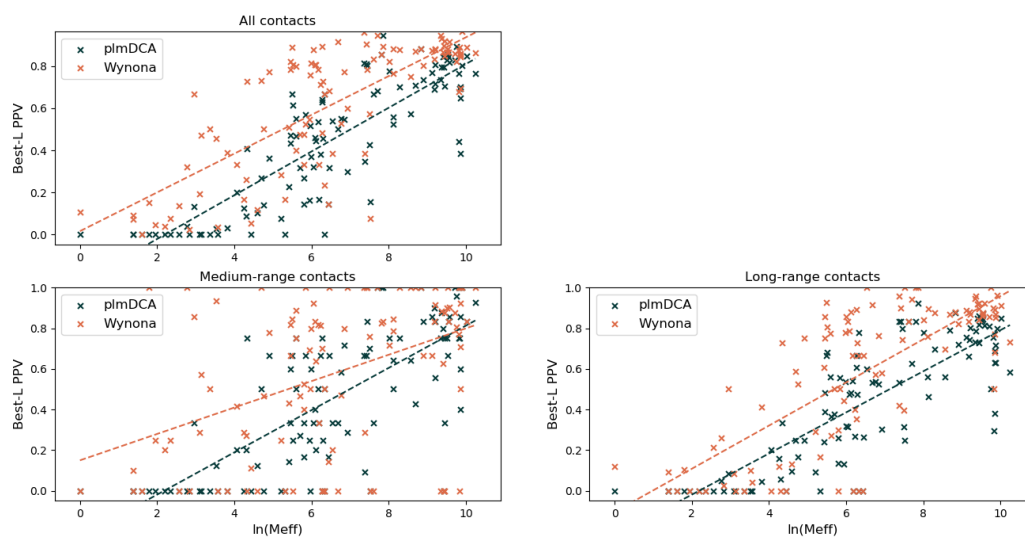 All contacts
plmDCA
Wynona
Best-L PPV
0.8
0.6
0.4
0.2
0.0
0 2 4 6 8 10
Medium-range contacts
plmDCA
Wynona
Best-L PPV
1.0
0.8
0.6
0.4
0.2
0.0
0 2 4 6 8 10
ln(Meff)
Long-range contacts
plmDCA
Wynona
Best-L PPV
1.0
0.8
0.6
0.4
0.2
0.0
0 2 4 6 8 10
ln(Meff)